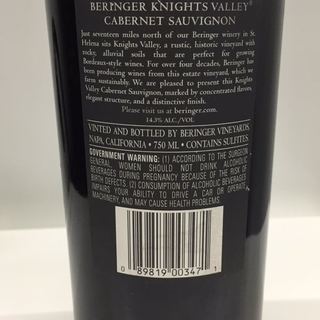 BERINGER KNIGHTS VALLEY®
CABERNET SAUVIGNON
Just seventeen miles north of our Beringer winery in St.
Helena sits Knights Valley, a rustic, historic vineyard with
rocky, alluvial soils that are perfect for growing
Bordeaux-style wines. For over four decades, Beringer has
been producing wines from this estate vineyard, which we
farm sustainably. We are pleased to present this Knights
Valley Cabernet Sauvignon, marked by concentrated flavors,
elegant structure, and a distinctive finish.
Please visit us at beringer.com.
14.3% ALC./VOL
VINTED AND BOTTLED BY BERINGER VINEYARDS,
NAPA, CALIFORNIA • 750 ML • CONTAINS SULFITES.
GOVERNMENT WARNING: (1) ACCORDING TO THE SURGEON
GENERAL, WOMEN SHOULD NOT DRINK ALCOHOLIC
BEVERAGES DURING PREGNANCY BECAUSE OF THE RISK OF
BIRTH DEFECTS. (2) CONSUMPTION OF ALCOHOLIC BEVERAGES
IMPAIRS YOUR ABILITY TO DRIVE A CAR OR OPERATE
MACHINERY, AND MAY CAUSE HEALTH PROBLEMS.
0 89819 00347 1